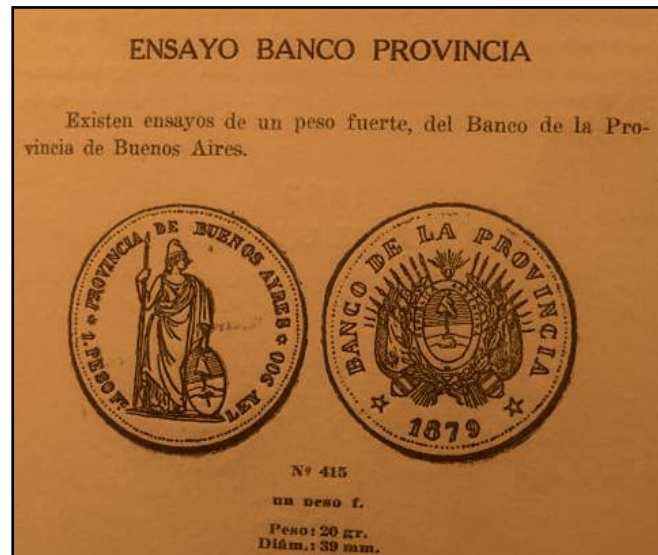 ENSAYO BANCO PROVINCIA
Existen ensayos de un peso fuerte, del Banco de la Pro-
vincia de Buenos Aires.
1. PESO Fte * PROVINCIA DE BUENOS AYRES * LEY 900
BANCO DE LA PROVINCIA
1879
Nº 415
un peso f.
Peso: 20 gr.
Diám.: 39 mm.